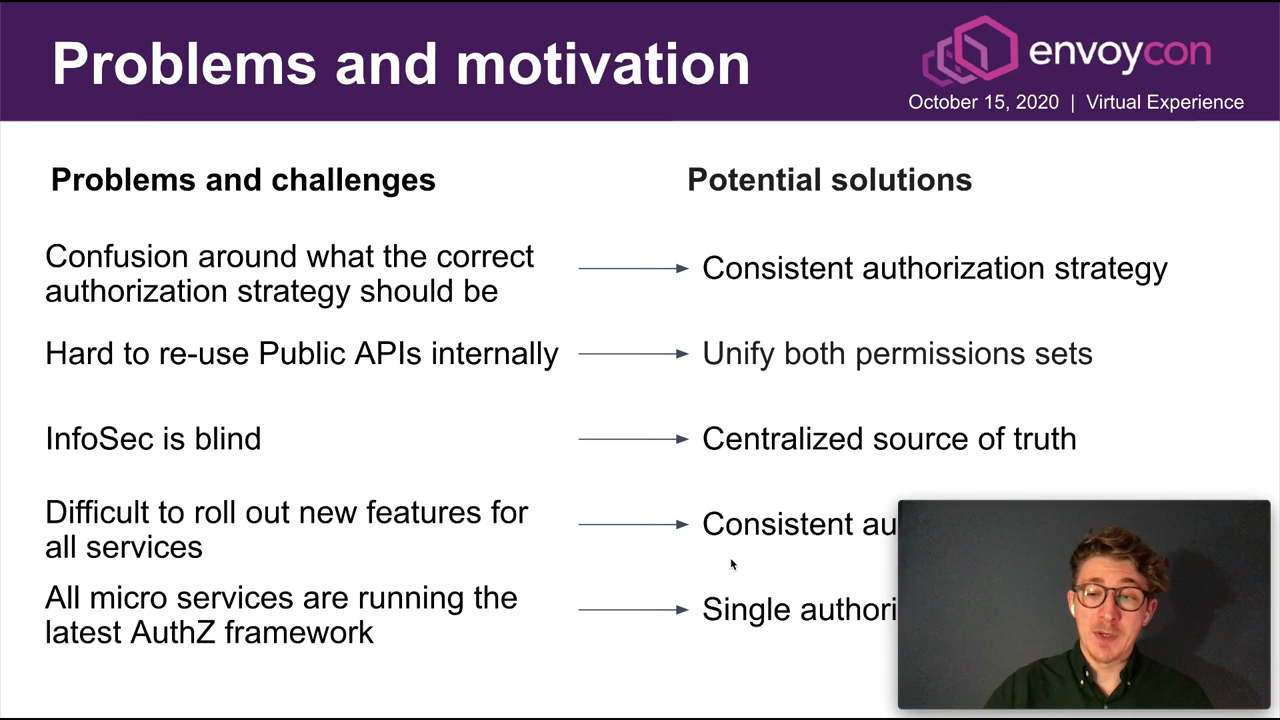 Problems and motivation
envoycon
October 15, 2020 | Virtual Experience
Problems and challenges
Potential solutions
Confusion around what the correct
authorization strategy should be
Consistent authorization strategy
Hard to re-use Public APIs internally
Unify both permissions sets
InfoSec is blind
Centralized source of truth
Difficult to roll out new features for
all services
Consistent
All micro services are running the
latest AuthZ framework
Single